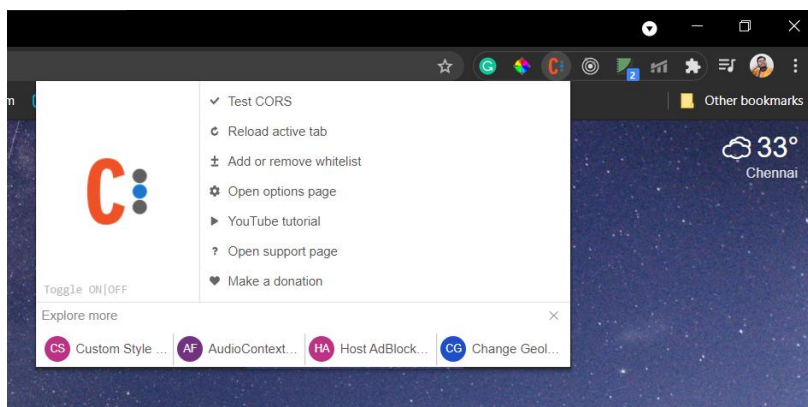 2
m
Other bookmarks
33°
Chennai
C:
Toggle ON|OFF
Test CORS
Reload active tab
Add or remove whitelist
Open options page
YouTube tutorial
? Open support page
Make a donation
Explore more
CS Custom Style ...
AF AudioContext...
HA Host AdBlock...
CG Change Geol...